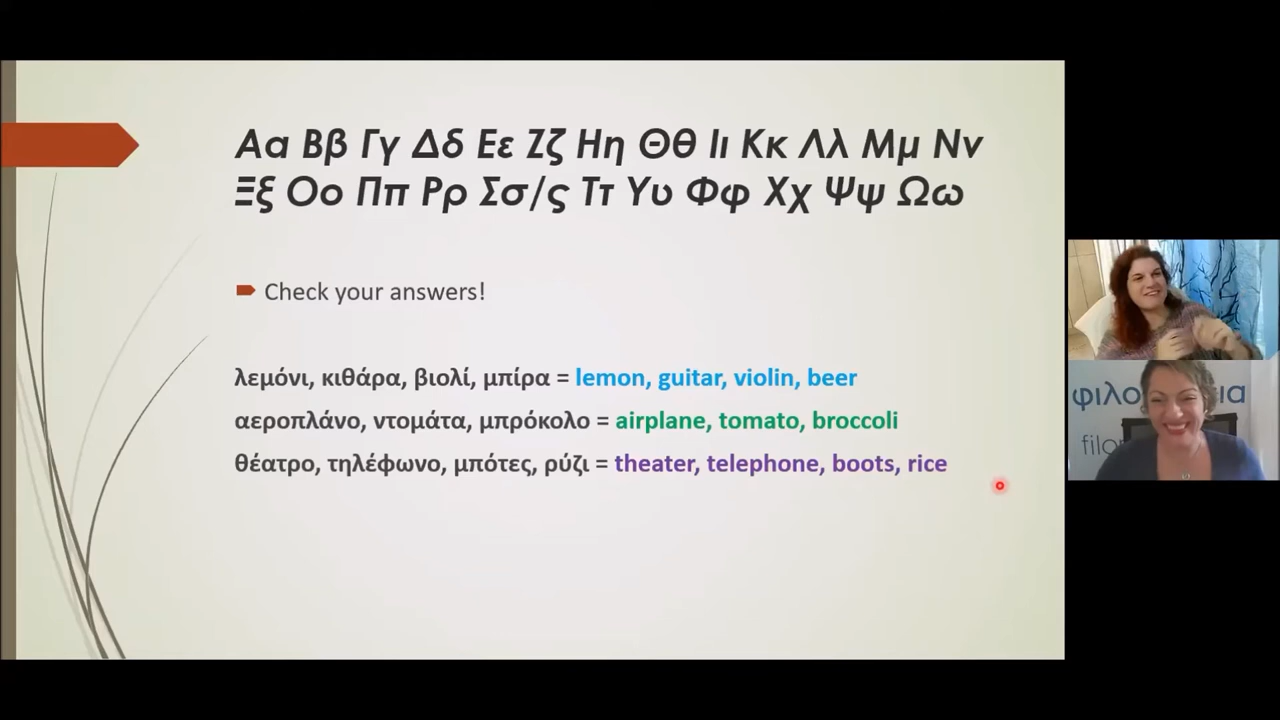 Αα Ββ Γγ Δδ Εε Ζζ Ηη Θθ Ιι Κκ Λλ Μμ Νν
Ξξ Οο Ππ Ρρ Σσ/ς Ττ Υυ Φφ Χχ Ψψ Ωω
Check your answers!
λεμόνι, κιθάρα, βιολί, μπίρα = lemon, guitar, violin, beer
αεροπλάνο, ντομάτα, μπρόκολο = airplane, tomato, broccoli
θέατρο, τηλέφωνο, μπότες, ρύζι = theater, telephone, boots, rice